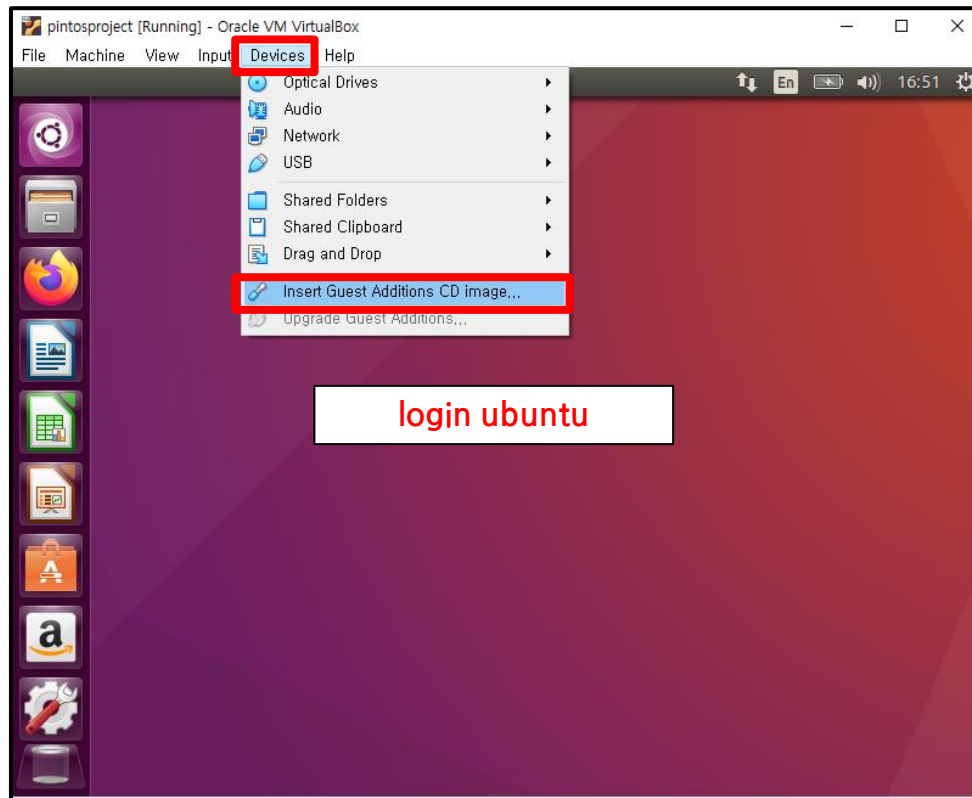 pintosproject [Running] - Oracle VM VirtualBox
File Machine View Input Devices Help
En 16:51
Optical Drives
Audio
Network
USB
Shared Folders
Shared Clipboard
Drag and Drop
Insert Guest Additions CD image...
Upgrade Guest Additions...
login ubuntu
A
a